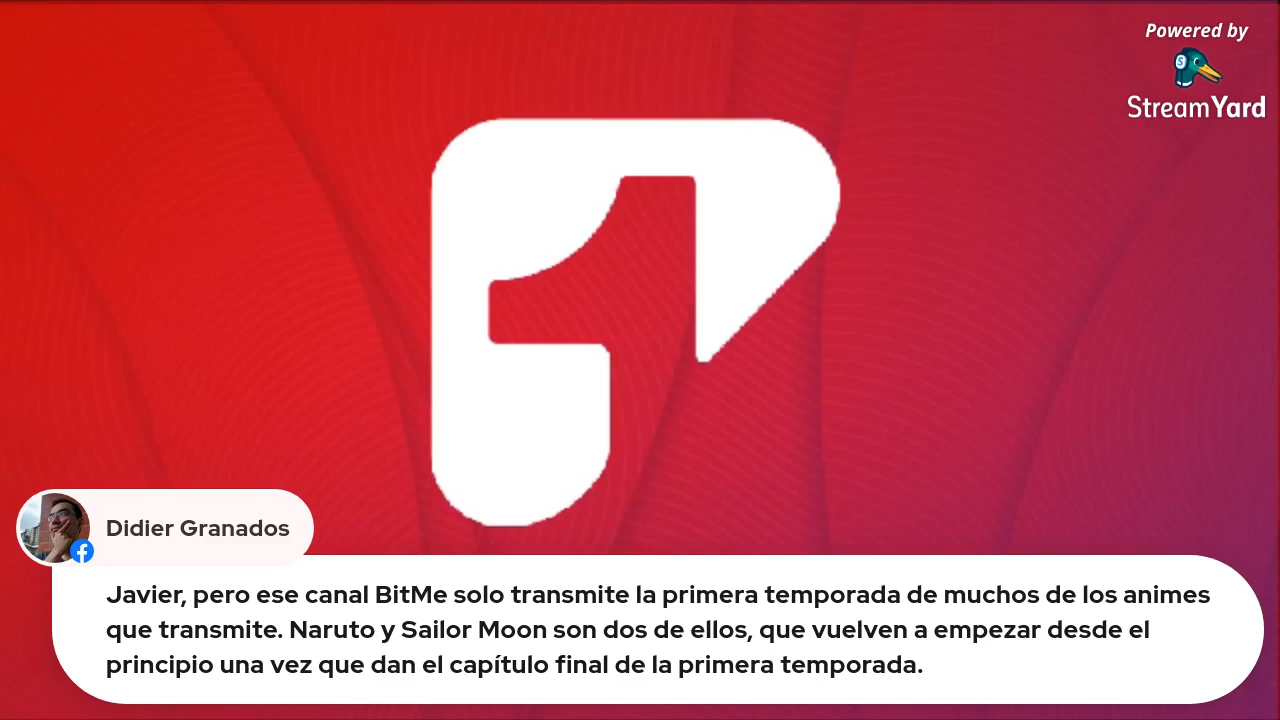 Powered by
StreamYard
1
Didier Granados
Javier, pero ese canal BitMe solo transmite la primera temporada de muchos de los animes
que transmite. Naruto y Sailor Moon son dos de ellos, que vuelven a empezar desde el
principio una vez que dan el capítulo final de la primera temporada.